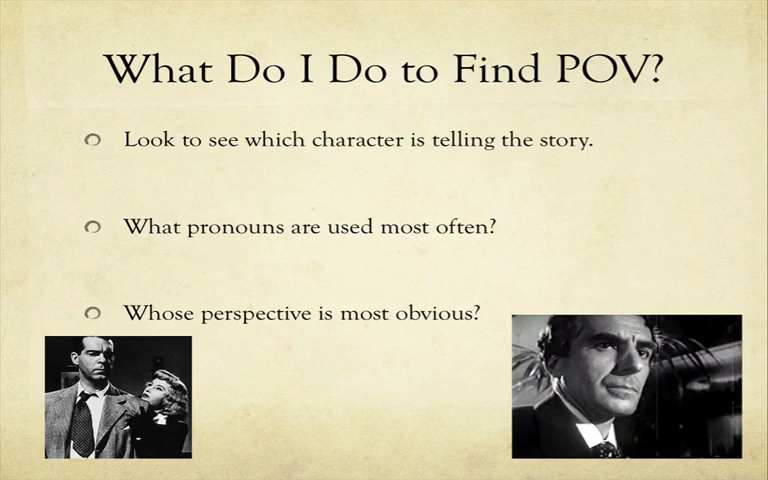 What Do I Do to Find POV?
Look to see which character is telling the story.
What pronouns are used most often?
Whose perspective is most obvious?